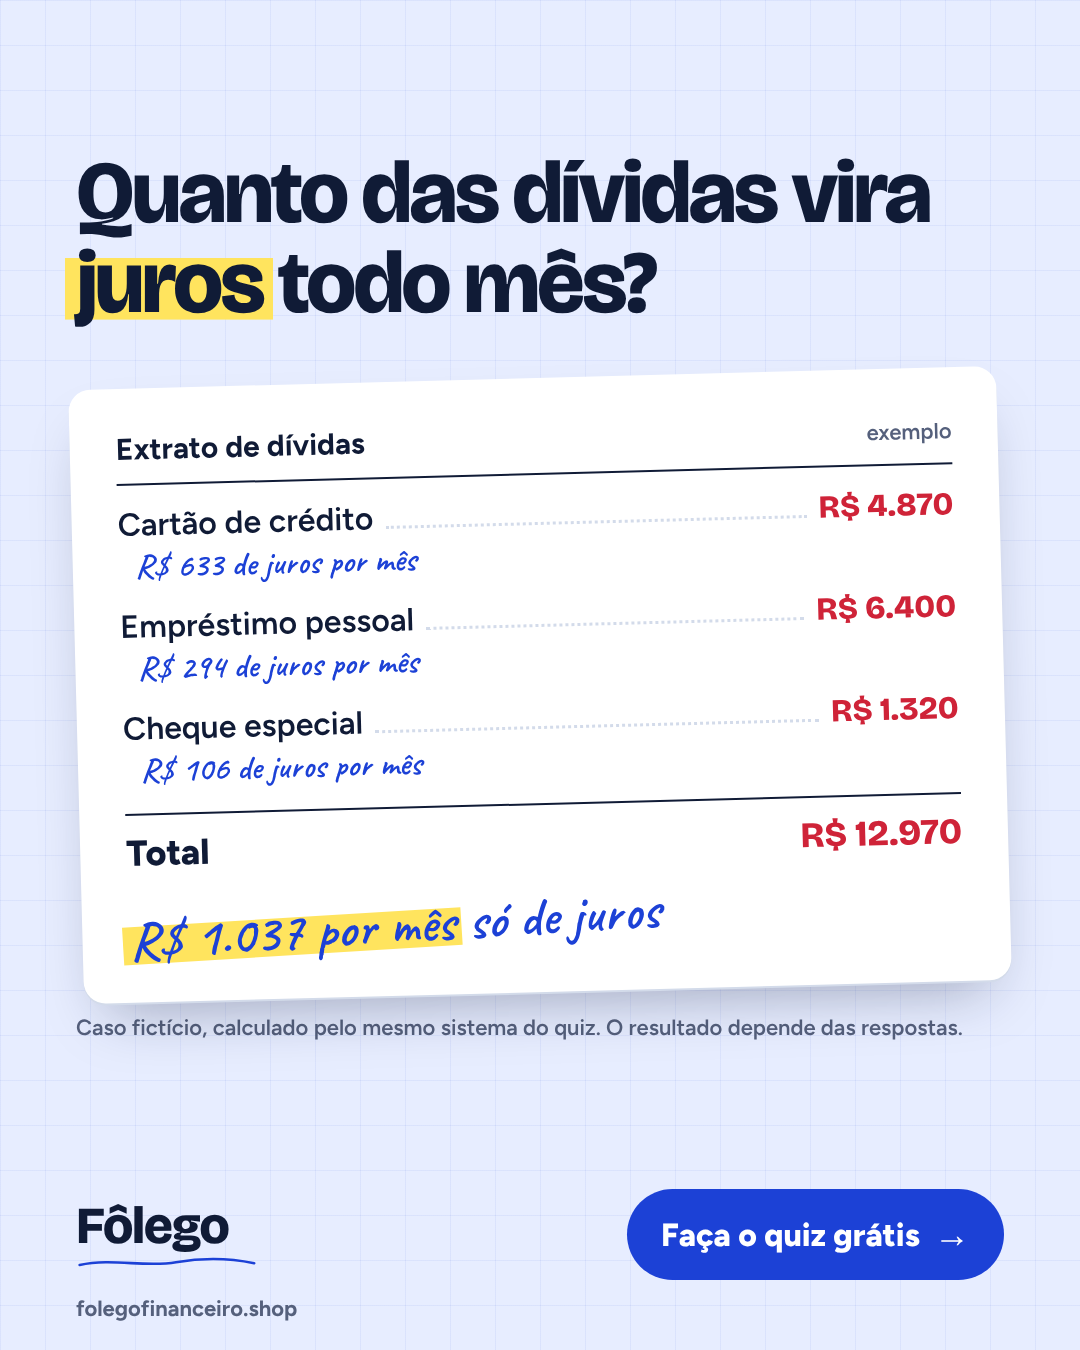 Quanto das dívidas vira
juros todo mês?
Extrato de dívidas exemplo
Cartão de crédito R$ 4.870
R$ 633 de juros por mês
Empréstimo pessoal R$ 6.400
R$ 294 de juros por mês
Cheque especial R$ 1.320
R$ 106 de juros por mês
Total R$ 12.970
R$ 1.037 por mês só de juros
Caso fictício, calculado pelo mesmo sistema do quiz. O resultado depende das respostas.
Fôlego
Faça o quiz grátis →
folegofinanceiro.shop